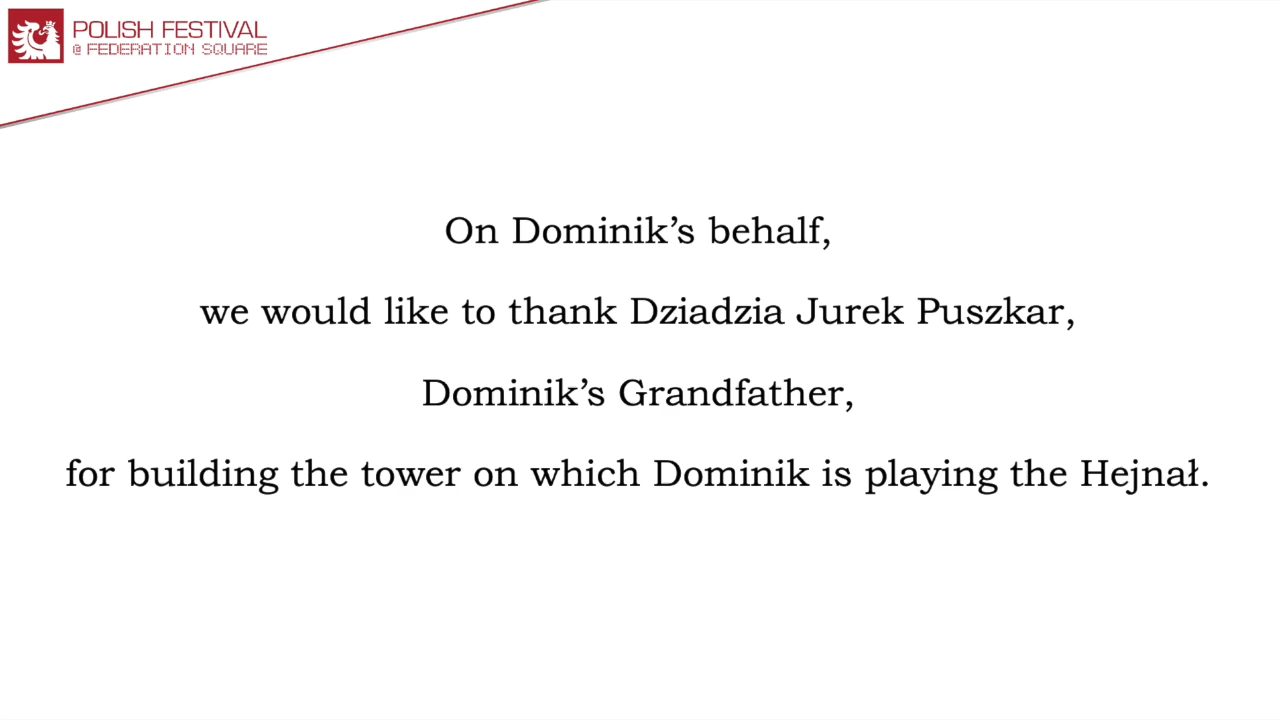 POLISH FESTIVAL
@ FEDERATION SQUARE
On Dominik’s behalf,
we would like to thank Dziadzia Jurek Puszkar,
Dominik’s Grandfather,
for building the tower on which Dominik is playing the Hejnał.